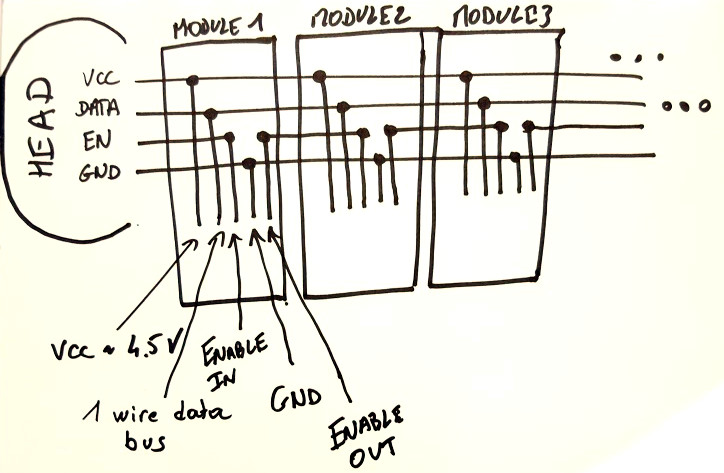 MODULE 1 MODULE2 MODULE3
HEAD
VCC
DATA
EN
GND
Vcc ~ 4.5V
1 wire data
bus
ENABLE
IN
GND
ENABLE
OUT